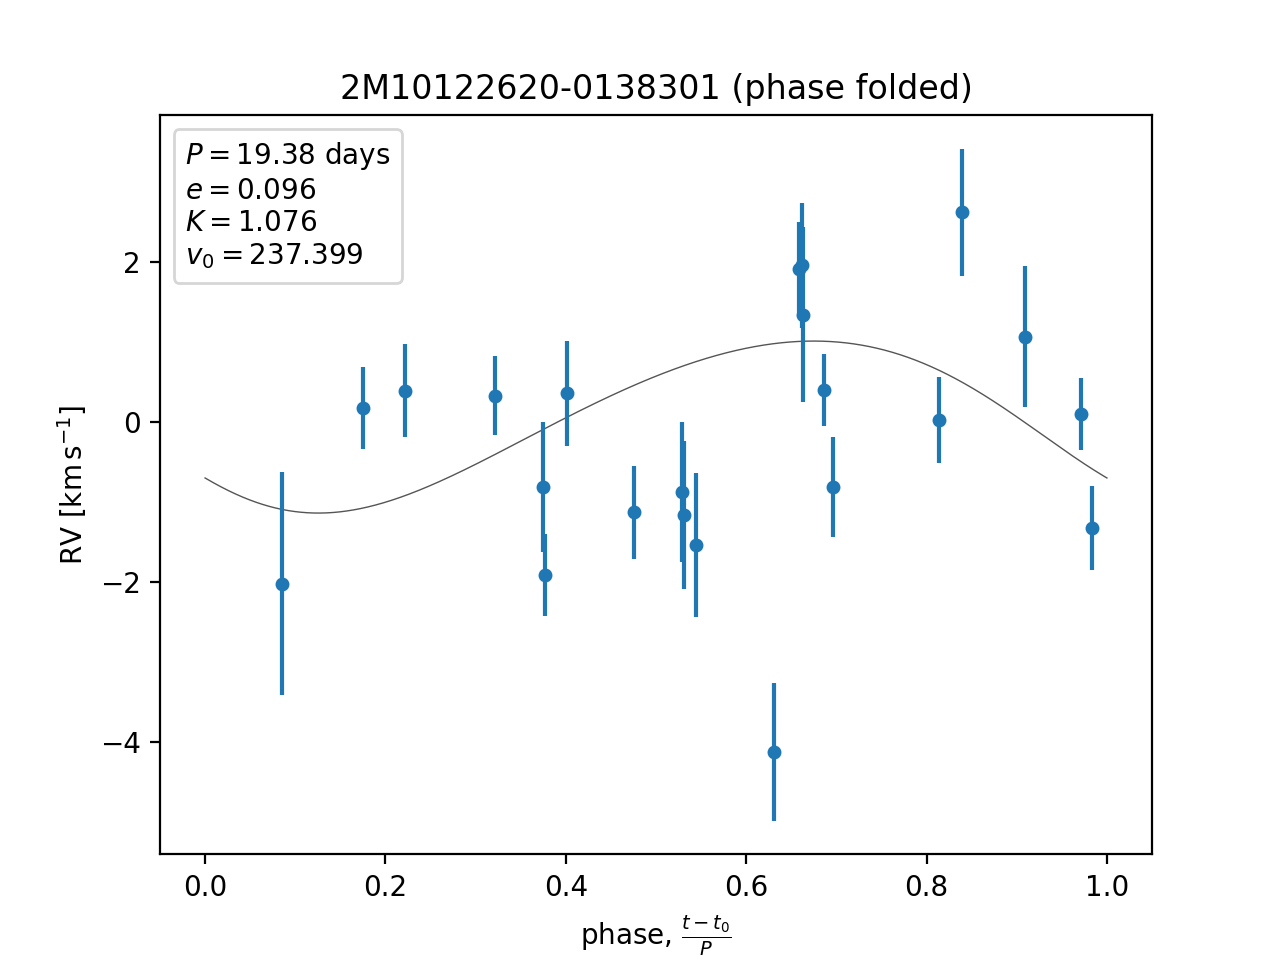 2M10122620-0138301 (phase folded)
P = 19.38 days
e = 0.096
K = 1.076
v₀ = 237.399
RV [km s⁻¹]
2
0
−2
−4
0.0 0.2 0.4 0.6 0.8 1.0
phase, (t − t₀)/P